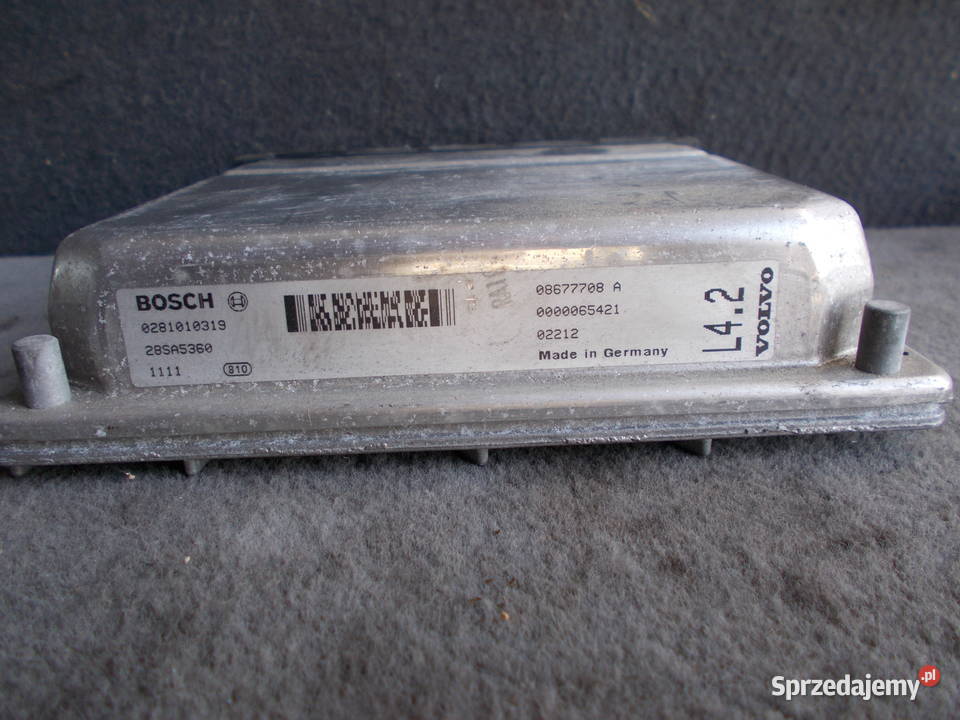 BOSCH
0281010319
28SA5360
1111 810
08677708 A
0000065421
02212
Made in Germany
L4.2
VOLVO
Sprzedajemy.pl